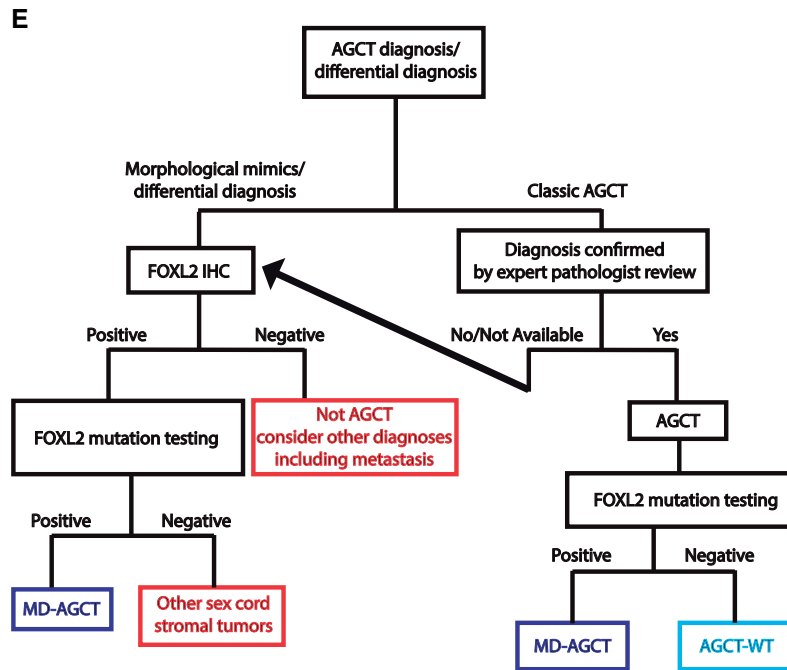 E
AGCT diagnosis/
differential diagnosis
Morphological mimics/
differential diagnosis
Classic AGCT
FOXL2 IHC
Diagnosis confirmed
by expert pathologist review
Positive
Negative
No/Not Available
Yes
FOXL2 mutation testing
Not AGCT
consider other diagnoses
including metastasis
AGCT
FOXL2 mutation testing
Positive
Negative
Positive
Negative
MD-AGCT
Other sex cord
stromal tumors
MD-AGCT
AGCT-WT